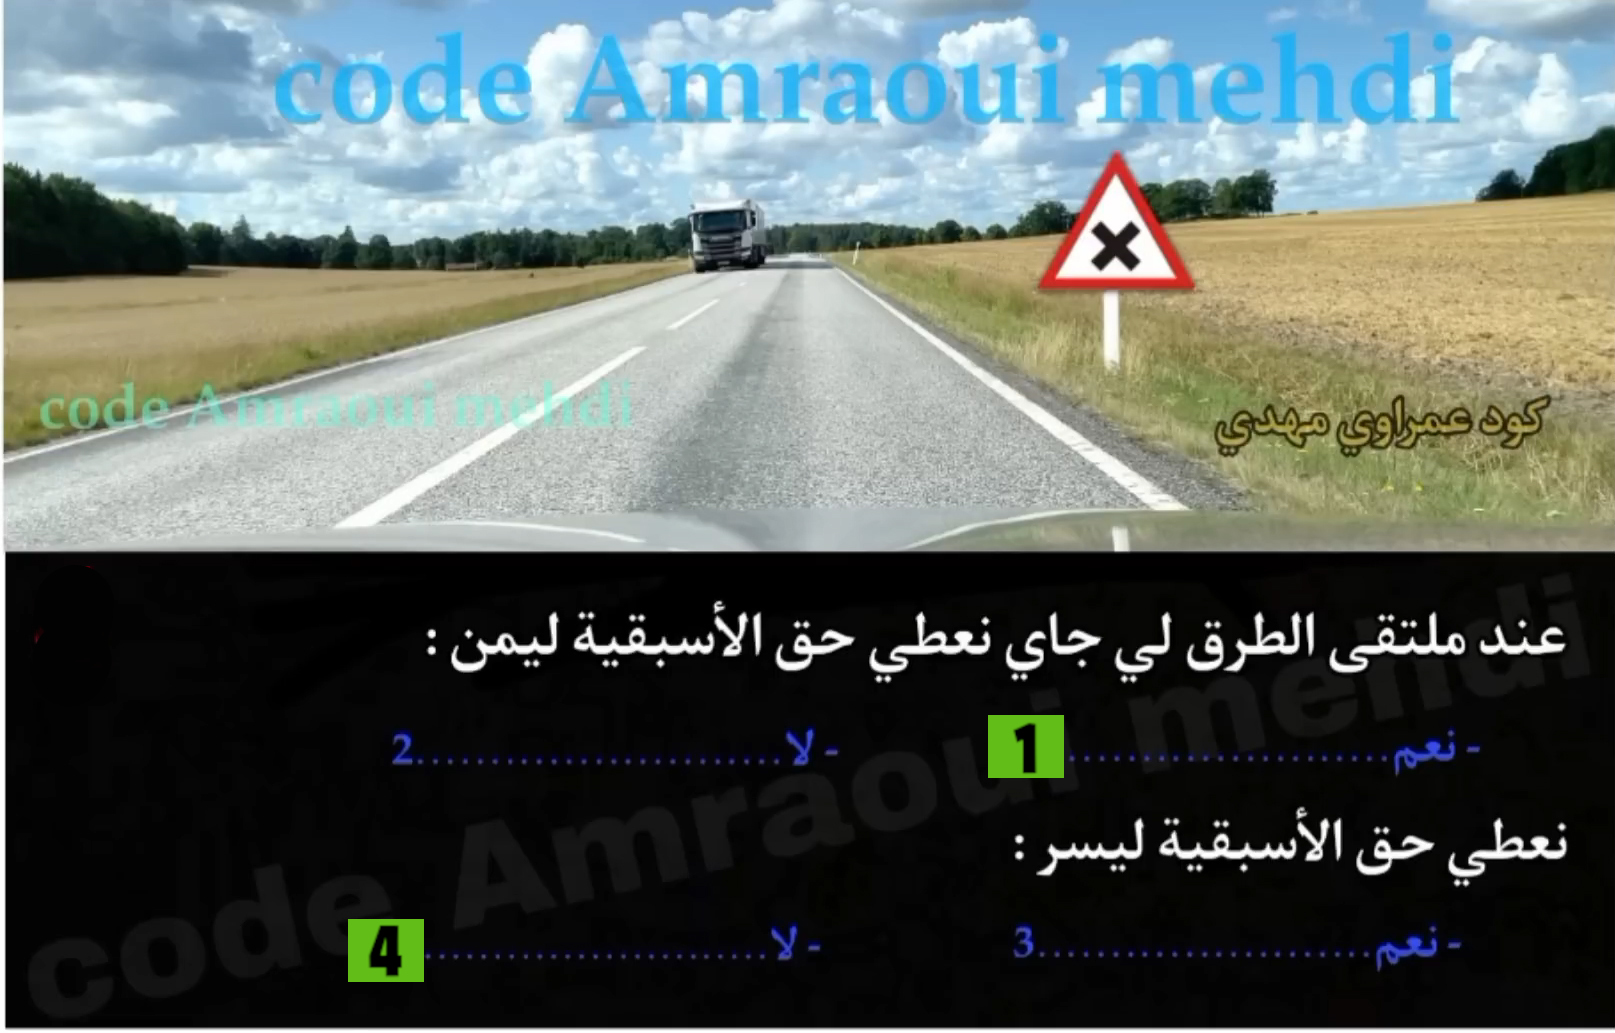 code Amraoui mehdi
code Amraoui mehdi
كود عمراوي مهدي
عند ملتقى الطرق لي جاي نعطي حق الأسبقية ليمن :
- نعم......................1 - لا.........................2
نعطي حق الأسبقية ليسر :
- نعم......................3 - لا.........................4
code Amraoui mehdi